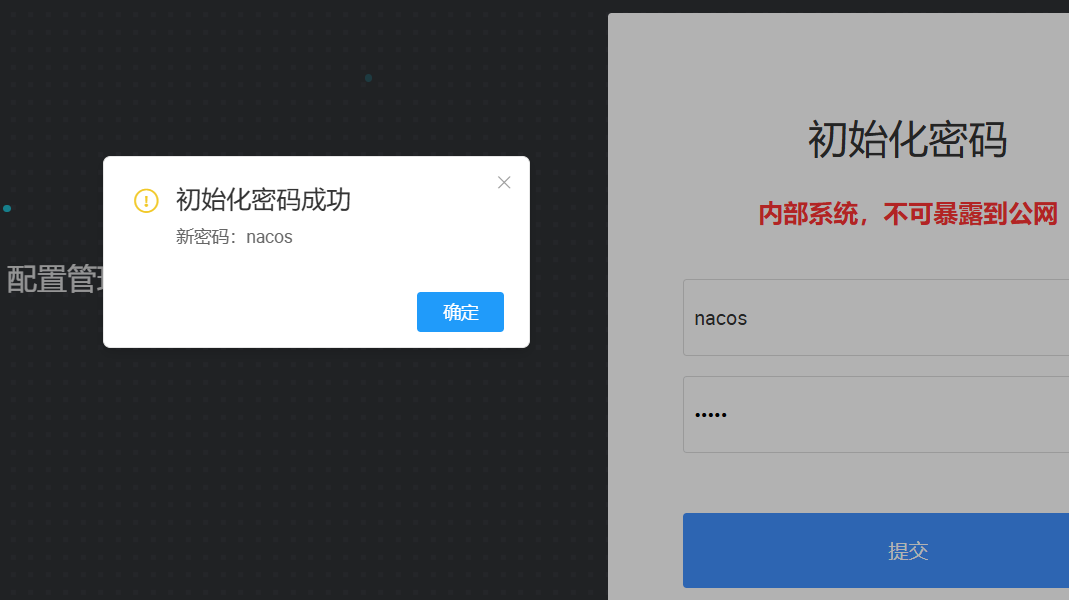 初始化密码
内部系统，不可暴露到公网
初始化密码成功
新密码：nacos
确定
配置管
nacos
•••••
提交